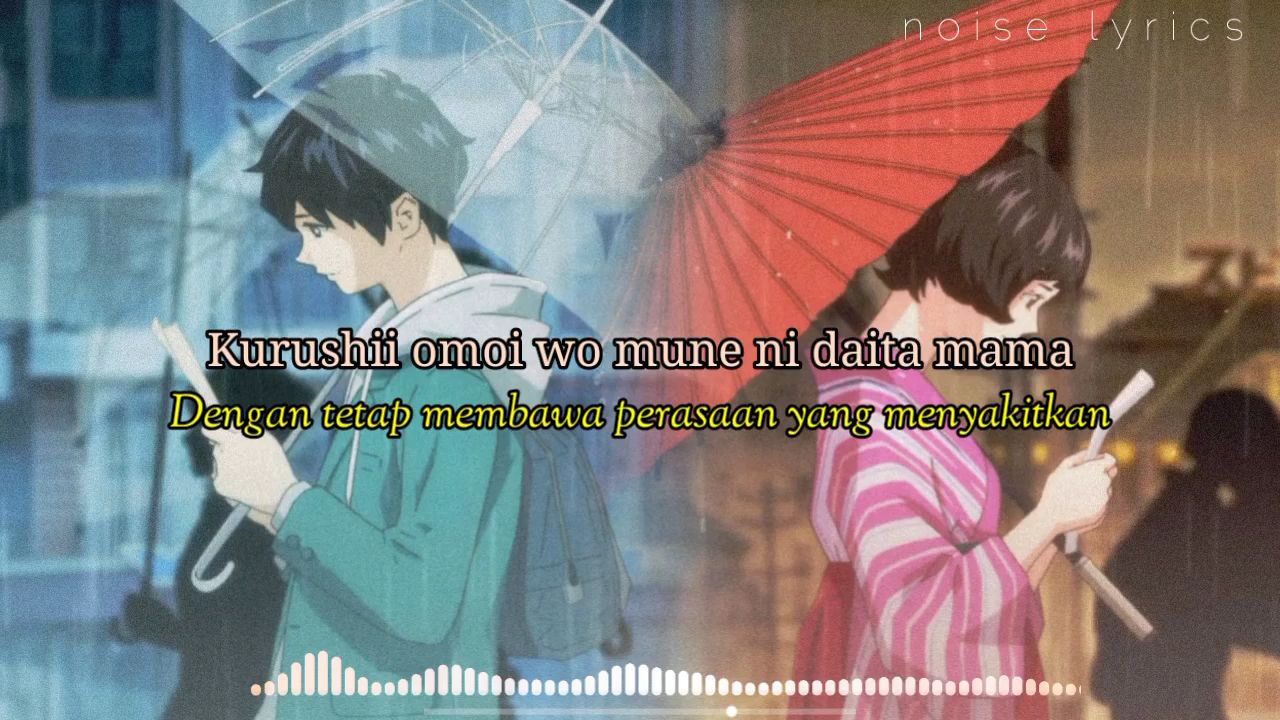 noise lyrics
Kurushii omoi wo mune ni daita mama
Dengan tetap membawa perasaan yang menyakitkan